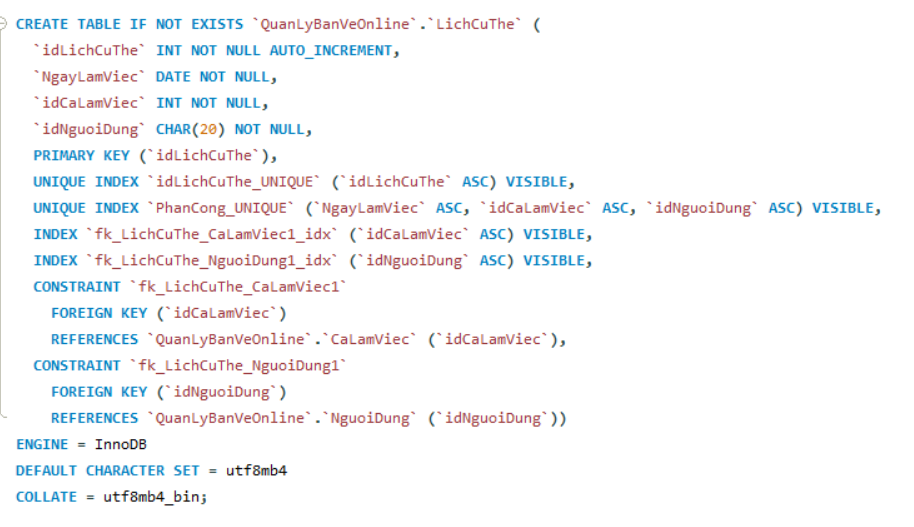 CREATE TABLE IF NOT EXISTS `QuanLyBanVeOnline`.`LichCuThe` (
  `idLichCuThe` INT NOT NULL AUTO_INCREMENT,
  `NgayLamViec` DATE NOT NULL,
  `idCaLamViec` INT NOT NULL,
  `idNguoiDung` CHAR(20) NOT NULL,
  PRIMARY KEY (`idLichCuThe`),
  UNIQUE INDEX `idLichCuThe_UNIQUE` (`idLichCuThe` ASC) VISIBLE,
  UNIQUE INDEX `PhanCong_UNIQUE` (`NgayLamViec` ASC, `idCaLamViec` ASC, `idNguoiDung` ASC) VISIBLE,
  INDEX `fk_LichCuThe_CaLamViec1_idx` (`idCaLamViec` ASC) VISIBLE,
  INDEX `fk_LichCuThe_NguoiDung1_idx` (`idNguoiDung` ASC) VISIBLE,
  CONSTRAINT `fk_LichCuThe_CaLamViec1`
    FOREIGN KEY (`idCaLamViec`)
    REFERENCES `QuanLyBanVeOnline`.`CaLamViec` (`idCaLamViec`),
  CONSTRAINT `fk_LichCuThe_NguoiDung1`
    FOREIGN KEY (`idNguoiDung`)
    REFERENCES `QuanLyBanVeOnline`.`NguoiDung` (`idNguoiDung`))
ENGINE = InnoDB
DEFAULT CHARACTER SET = utf8mb4
COLLATE = utf8mb4_bin;